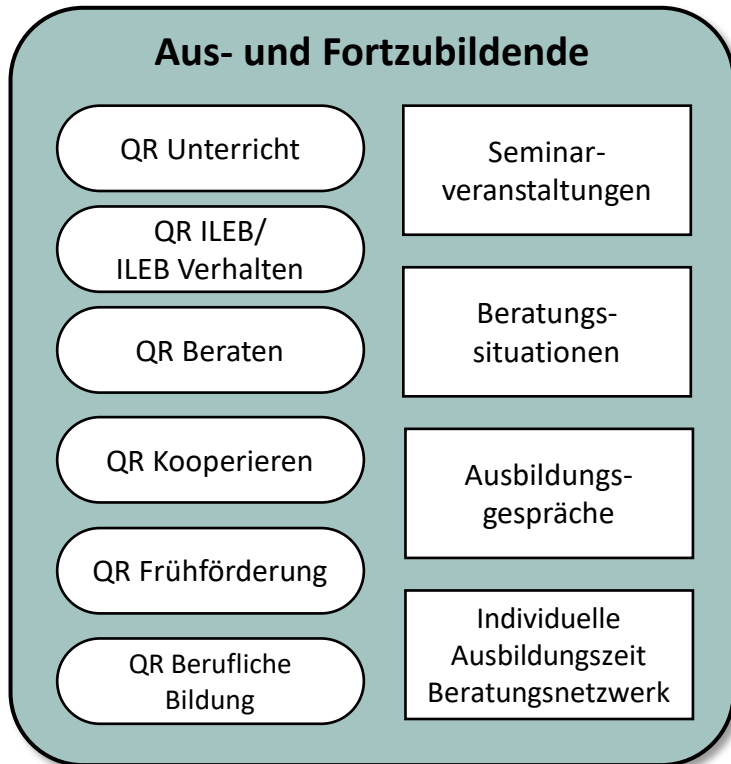 Aus- und Fortzubildende
QR Unterricht
QR ILEB/
ILEB Verhalten
QR Beraten
QR Kooperieren
QR Frühförderung
QR Berufliche
Bildung
Seminar-
veranstaltungen
Beratungs-
situationen
Ausbildungs-
gespräche
Individuelle
Ausbildungszeit
Beratungsnetzwerk